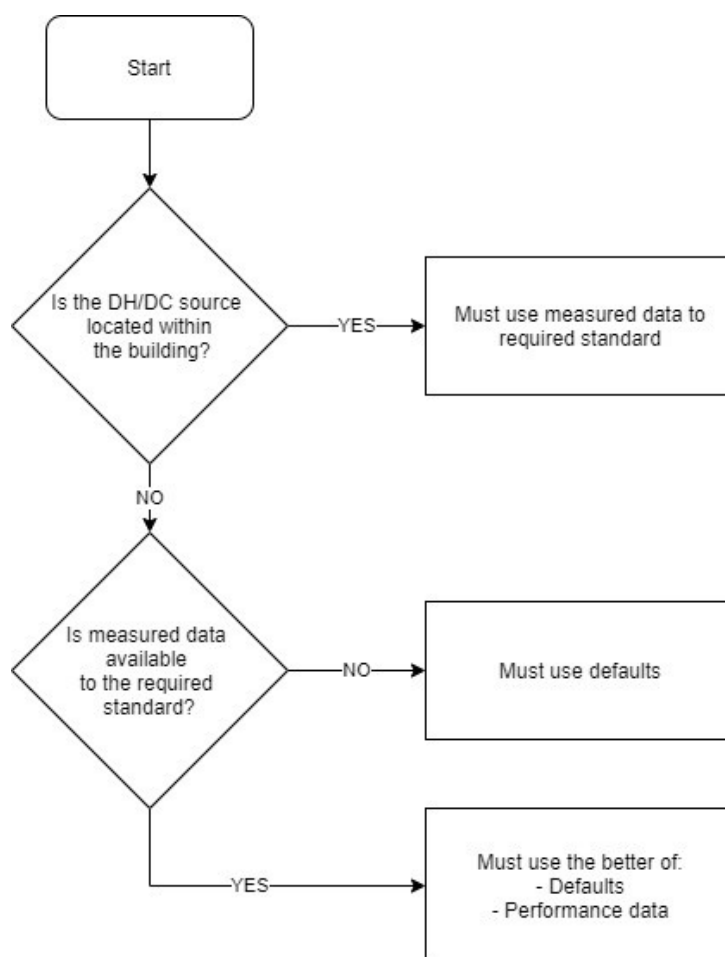 Start
Is the DH/DC source
located within
the building?
YES
Must use measured data to
required standard
NO
Is measured data
available
to the required
standard?
NO
Must use defaults
YES
Must use the better of:
- Defaults
- Performance data